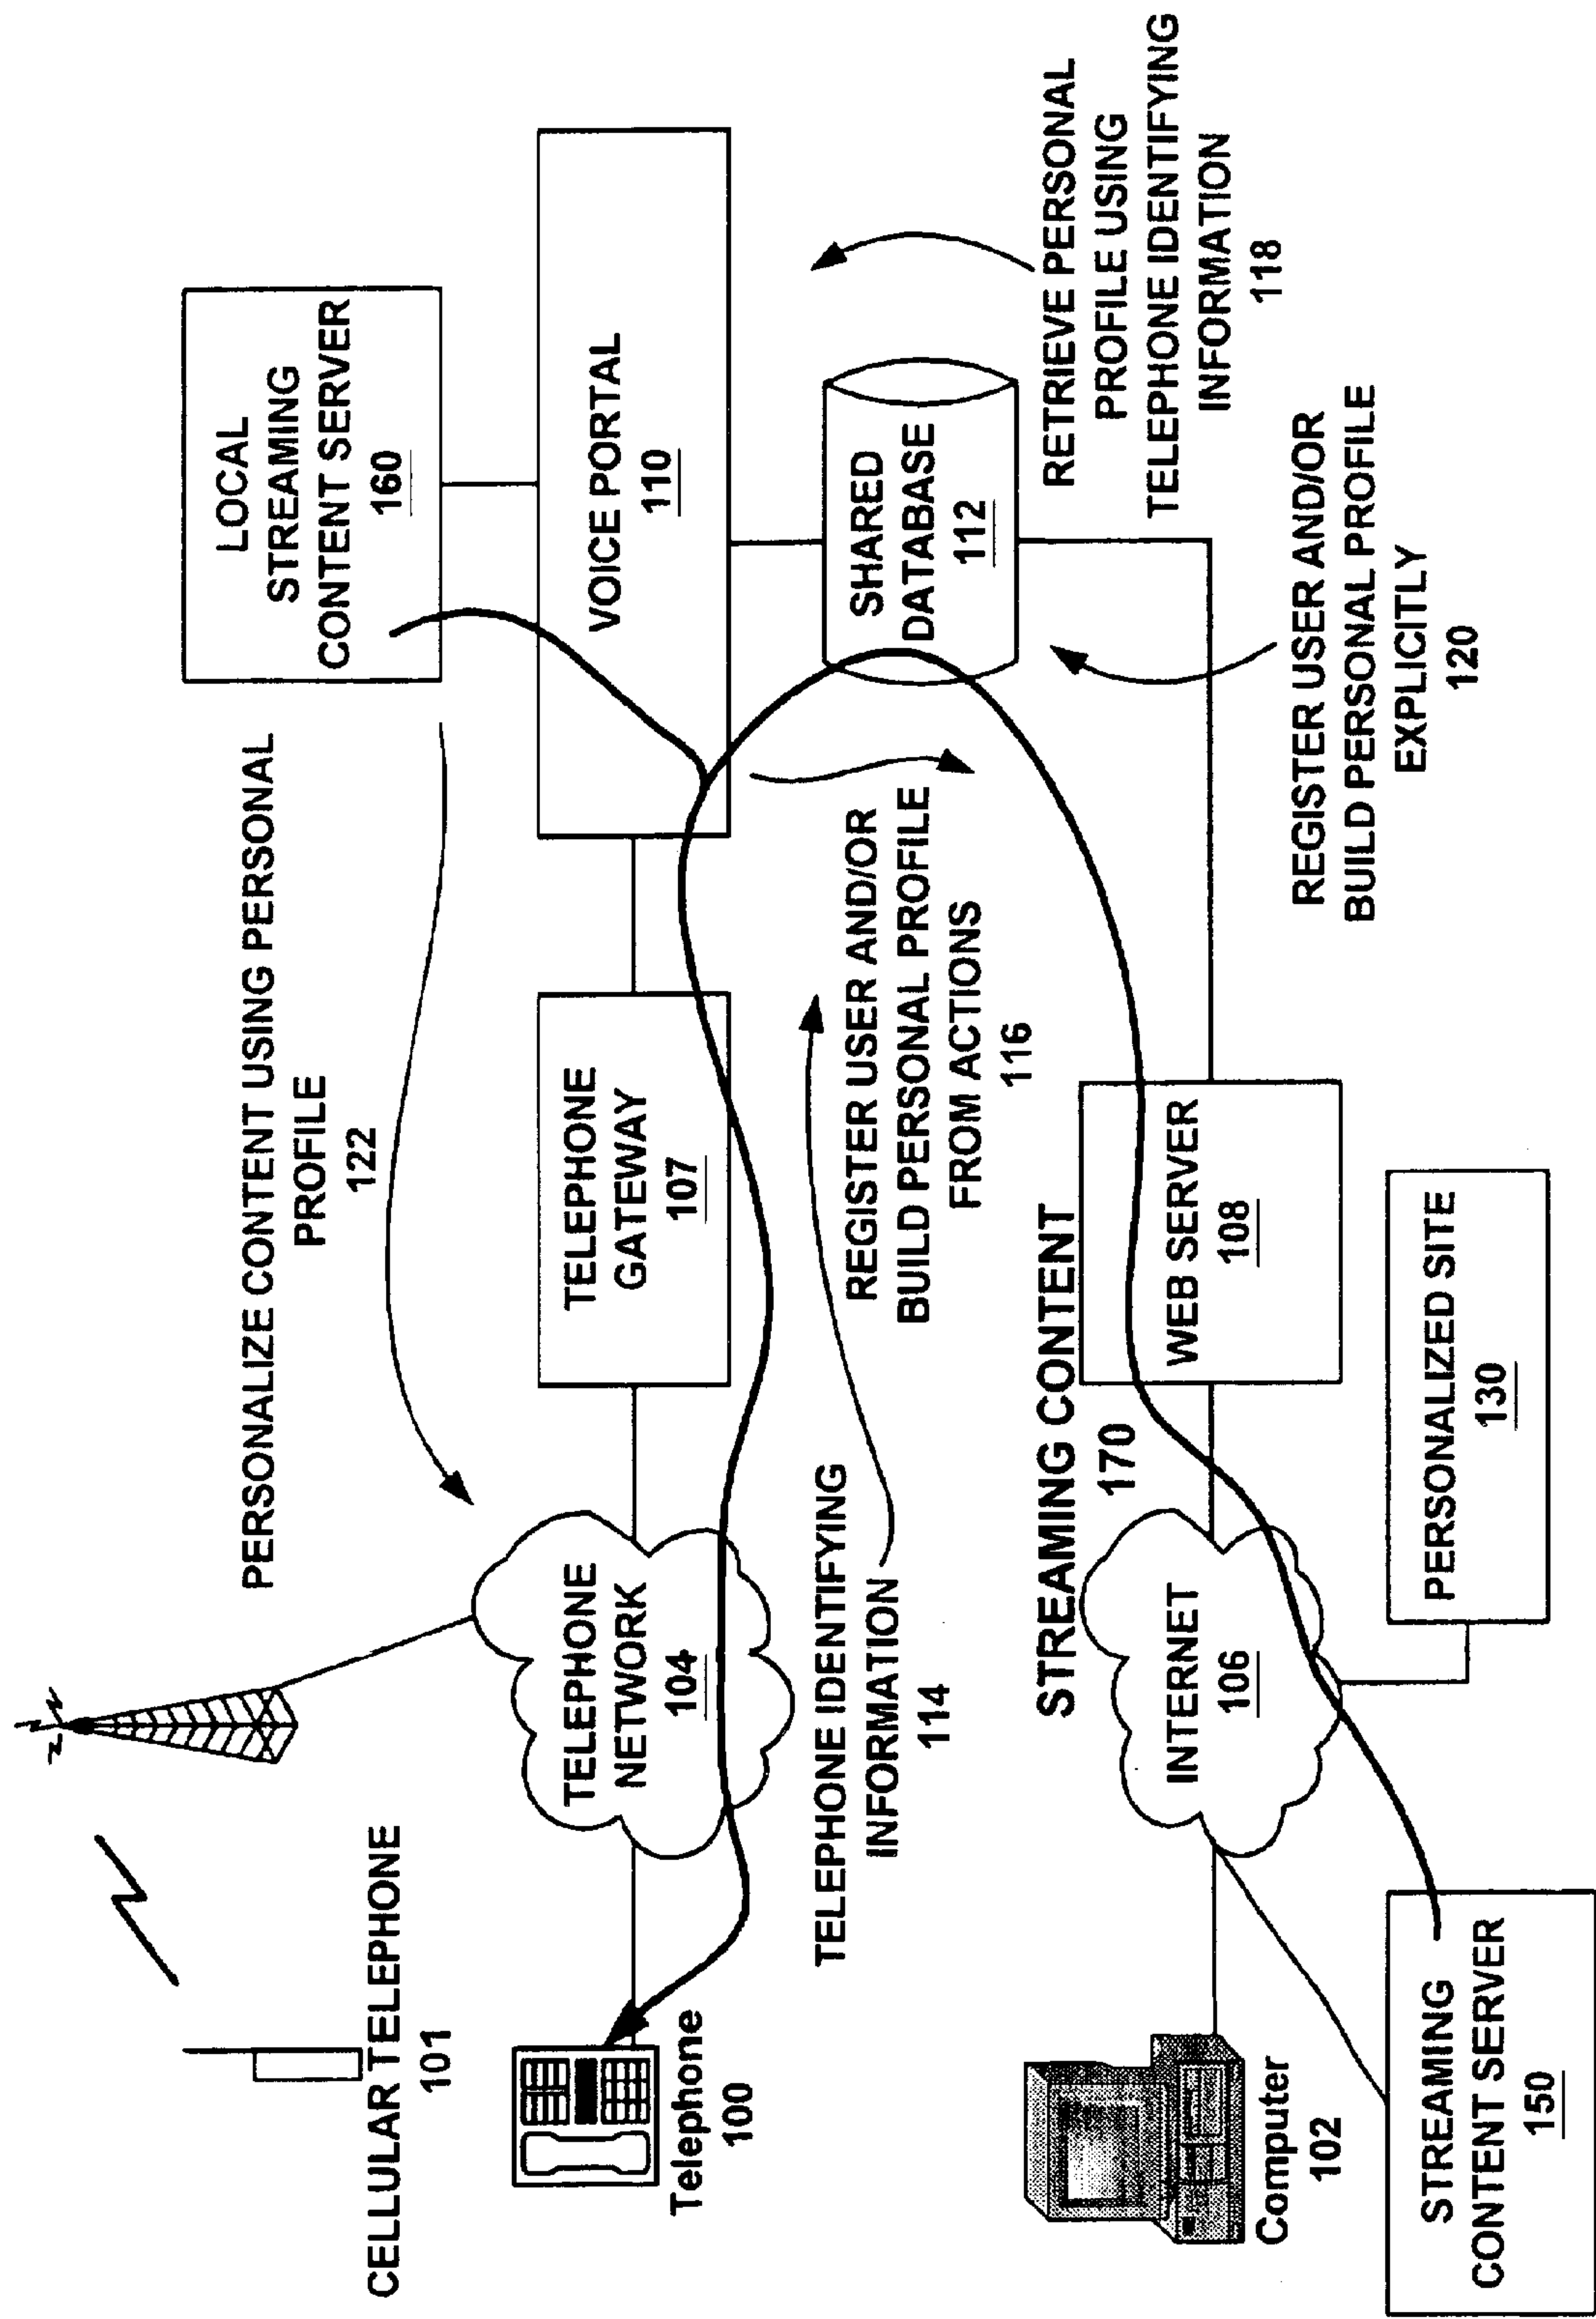 CELLULAR TELEPHONE
101
PERSONALIZE CONTENT USING PERSONAL
PROFILE
122
LOCAL
STREAMING
CONTENT SERVER
160
Telephone
100
TELEPHONE
NETWORK
104
TELEPHONE
GATEWAY
107
VOICE PORTAL
110
TELEPHONE IDENTIFYING
INFORMATION
114
REGISTER USER AND/OR
BUILD PERSONAL PROFILE
FROM ACTIONS
116
SHARED
DATABASE
112
RETRIEVE PERSONAL
PROFILE USING
TELEPHONE IDENTIFYING
INFORMATION
118
STREAMING CONTENT
170
Computer
102
INTERNET
106
WEB SERVER
108
REGISTER USER AND/OR
BUILD PERSONAL PROFILE
EXPLICITLY
120
STREAMING
CONTENT SERVER
150
PERSONALIZED SITE
130